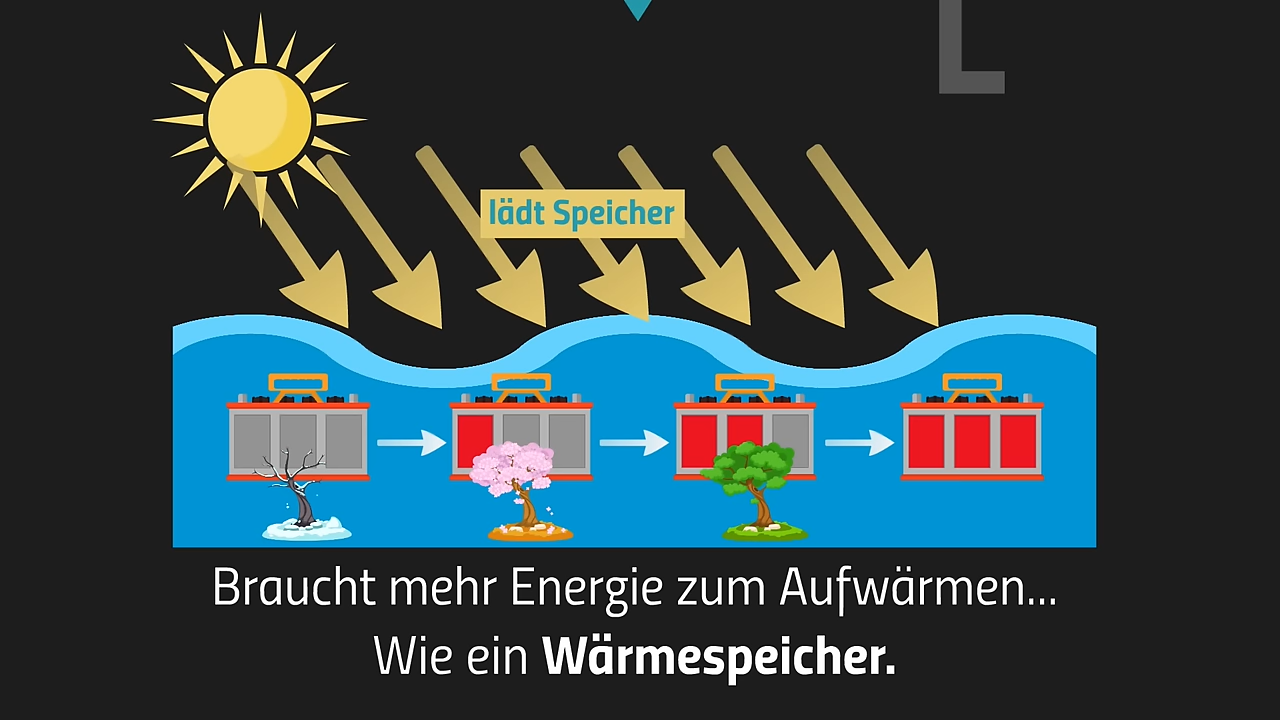 L
lädt Speicher
Braucht mehr Energie zum Aufwärmen...
Wie ein Wärmespeicher.